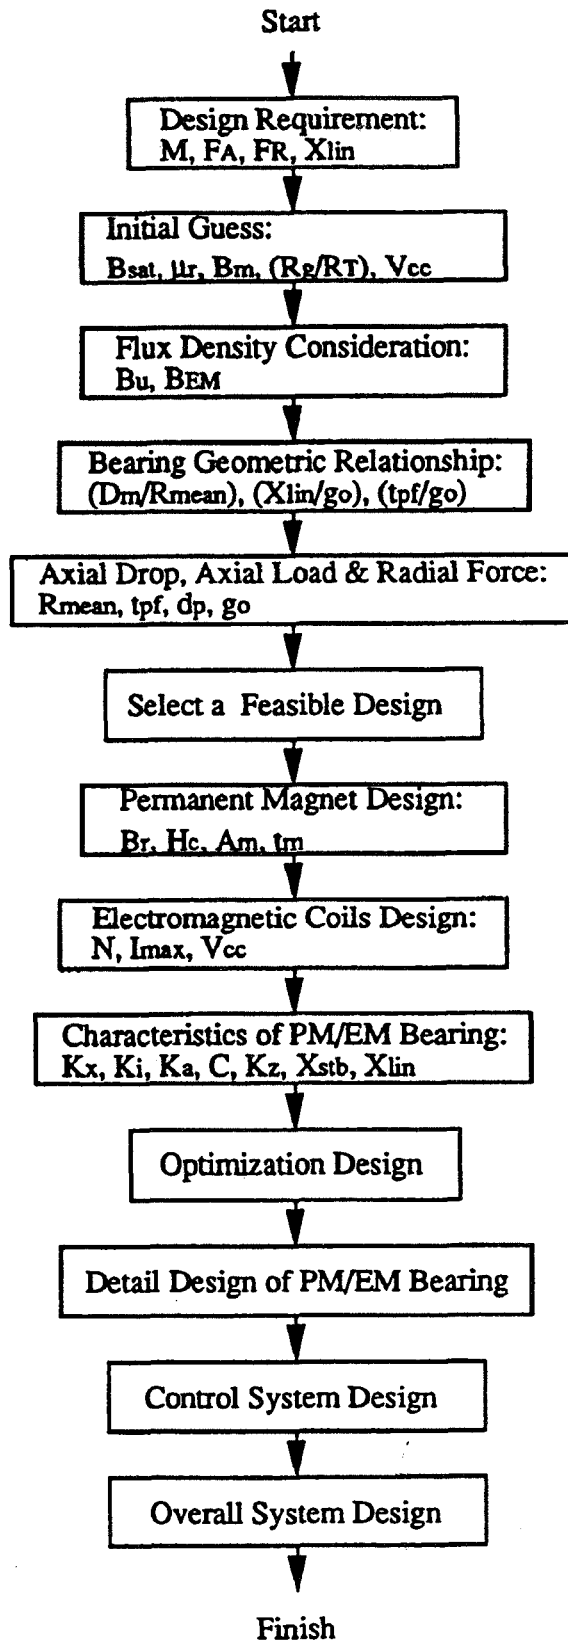 Start
Design Requirement:
M, FA, FR, Xlin
Initial Guess:
Bsat, μr, Bm, (Rg/RT), Vcc
Flux Density Consideration:
Bu, BEM
Bearing Geometric Relationship:
(Dm/Rmean), (Xlin/go), (tpf/go)
Axial Drop, Axial Load & Radial Force:
Rmean, tpf, dp, go
Select a Feasible Design
Permanent Magnet Design:
Br, Hc, Am, tm
Electromagnetic Coils Design:
N, Imax, Vcc
Characteristics of PM/EM Bearing:
Kx, Ki, Ka, C, Kz, Xstb, Xlin
Optimization Design
Detail Design of PM/EM Bearing
Control System Design
Overall System Design
Finish